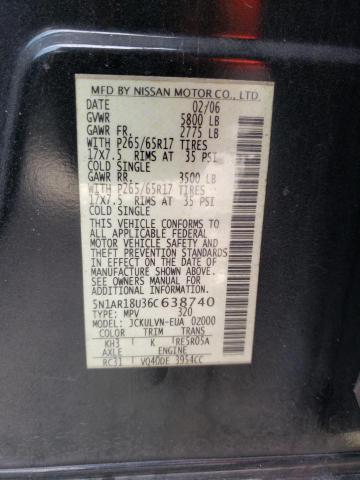 MFD BY NISSAN MOTOR CO., LTD.
DATE 02/06
GVWR 5800 LB
GAWR FR. 2775 LB
WITH P265/65R17 TIRES
17X7.5 RIMS AT 35 PSI
COLD SINGLE
GAWR RR. 3500 LB
WITH P265/65R17 TIRES
17X7.5 RIMS AT 35 PSI
COLD SINGLE
THIS VEHICLE CONFORMS TO
ALL APPLICABLE FEDERAL
MOTOR VEHICLE SAFETY AND
THEFT PREVENTION STANDARDS
IN EFFECT ON THE DATE OF
MANUFACTURE SHOWN ABOVE.
SEE OWNERS MANUAL FOR
ADDITIONAL INFORMATION.
5N1AR18U36C638740
TYPE: MPV 320
MODEL: JCKULVN-EUA 02000
COLOR TRIM TRANS
KH3 K RE5R05A
AXLE ENGINE
RC31 VQ40DE 3954CC